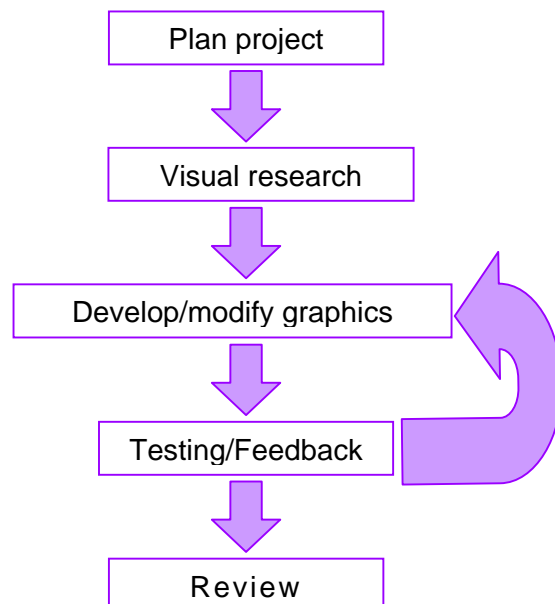 Plan project
Visual research
Develop/modify graphics
Testing/Feedback
Review